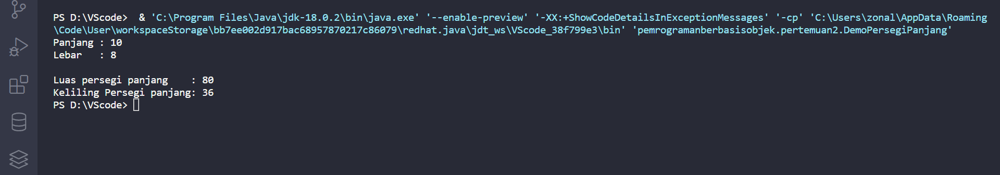 PS D:\VScode>  & 'C:\Program Files\Java\jdk-18.0.2\bin\java.exe' '--enable-preview' '-XX:+ShowCodeDetailsInExceptionMessages' '-cp' 'C:\Users\zonal\AppData\Roaming
\Code\User\workspaceStorage\bb7ee002d917bac68957870217c86079\redhat.java\jdt_ws\VScode_38f799e3\bin' 'pemrogramanberbasisobjek.pertemuan2.DemoPersegiPanjang'
Panjang : 10
Lebar   : 8

Luas persegi panjang    : 80
Keliling Persegi panjang: 36
PS D:\VScode>